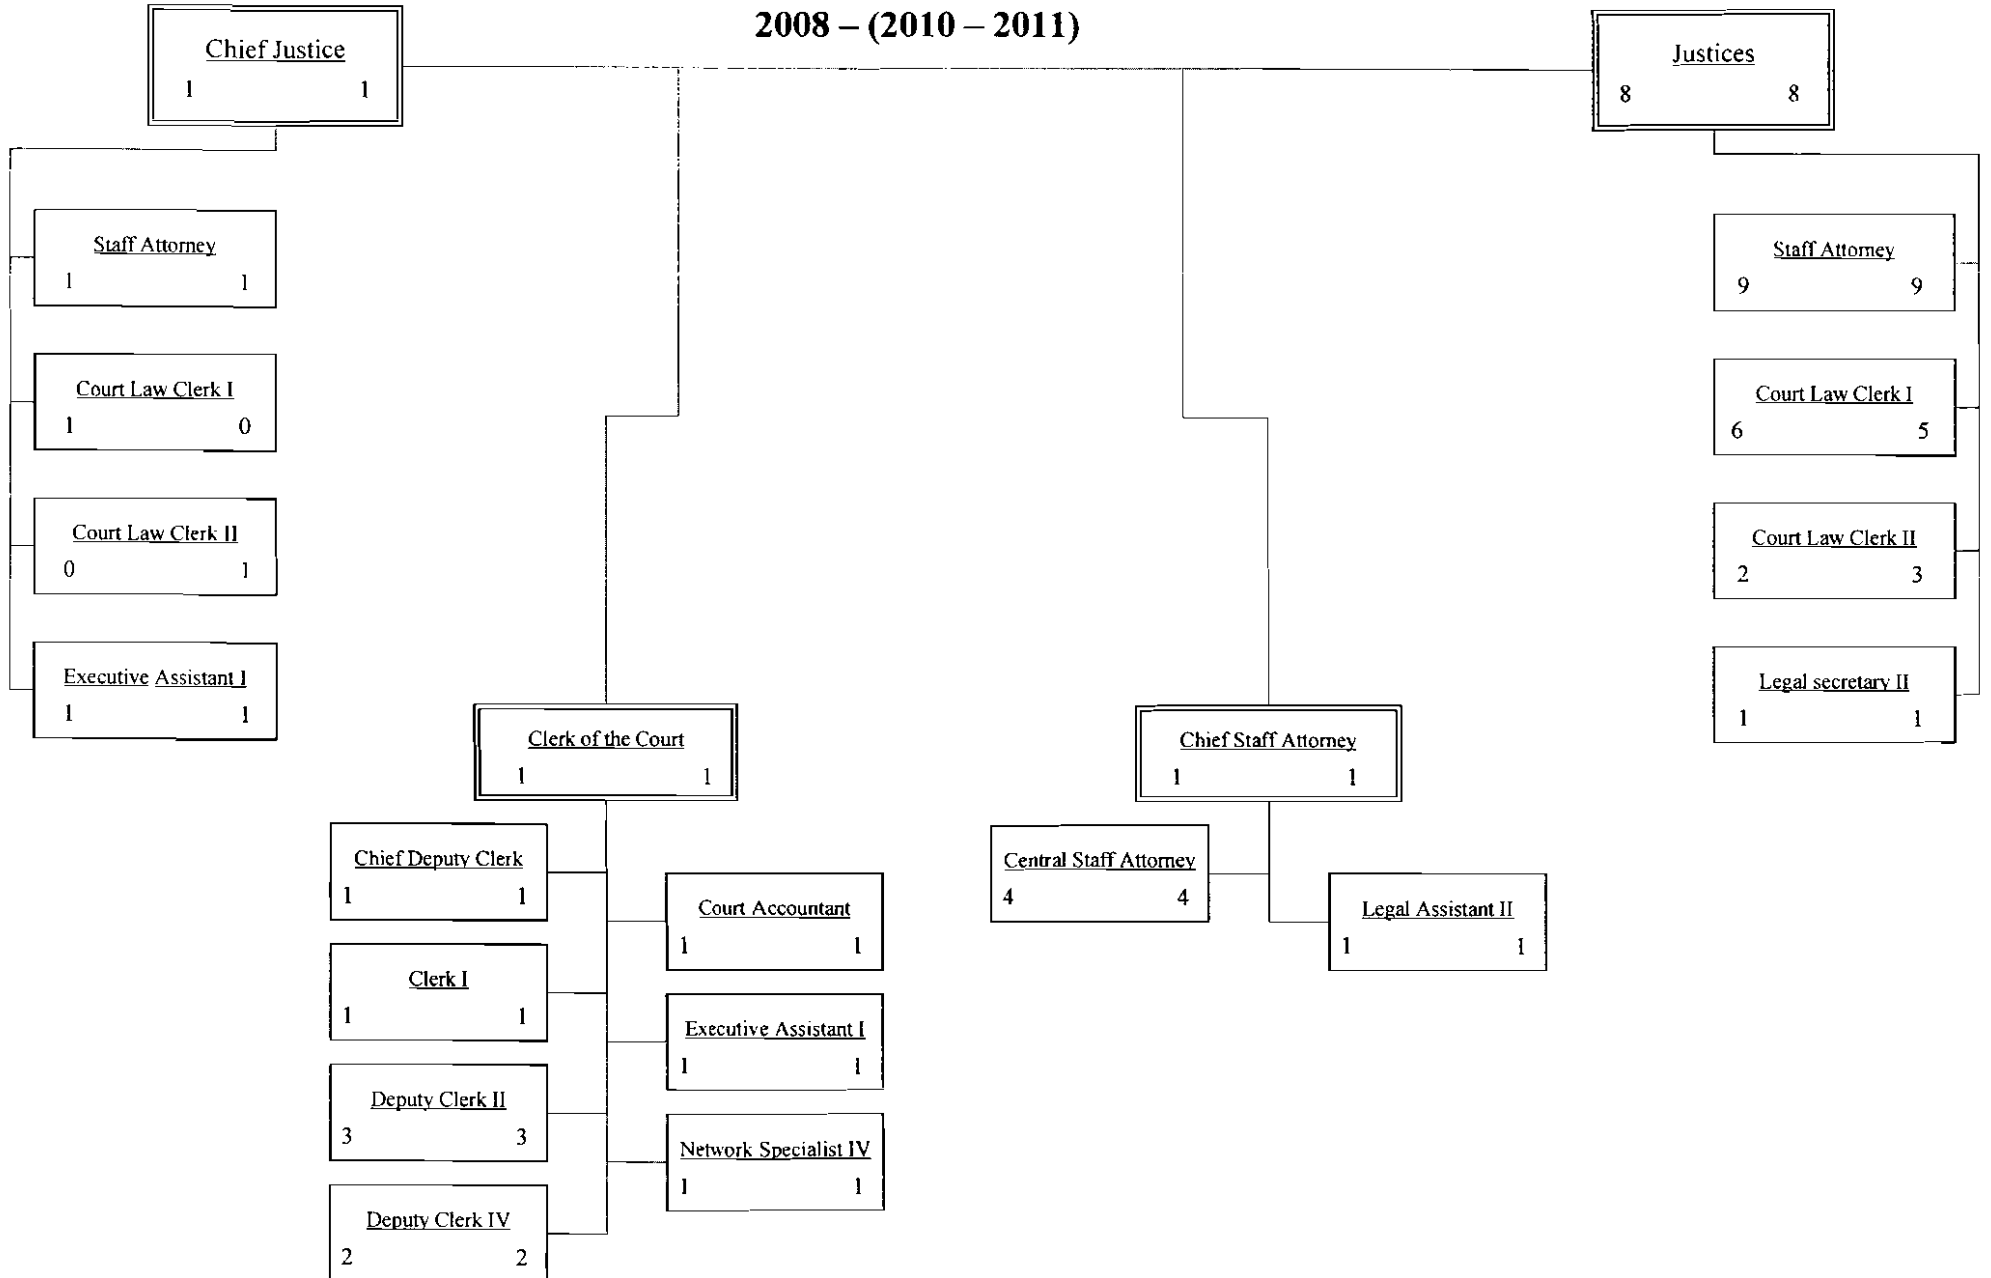 2008 – (2010 – 2011)
Chief Justice
1 1
Justices
8 8
Staff Attorney
1 1
Court Law Clerk I
1 0
Court Law Clerk II
0 1
Executive Assistant I
1 1
Staff Attorney
9 9
Court Law Clerk I
6 5
Court Law Clerk II
2 3
Legal secretary II
1 1
Clerk of the Court
1 1
Chief Deputy Clerk
1 1
Clerk I
1 1
Deputy Clerk II
3 3
Deputy Clerk IV
2 2
Court Accountant
1 1
Executive Assistant I
1 1
Network Specialist IV
1 1
Chief Staff Attorney
1 1
Central Staff Attorney
4 4
Legal Assistant II
1 1